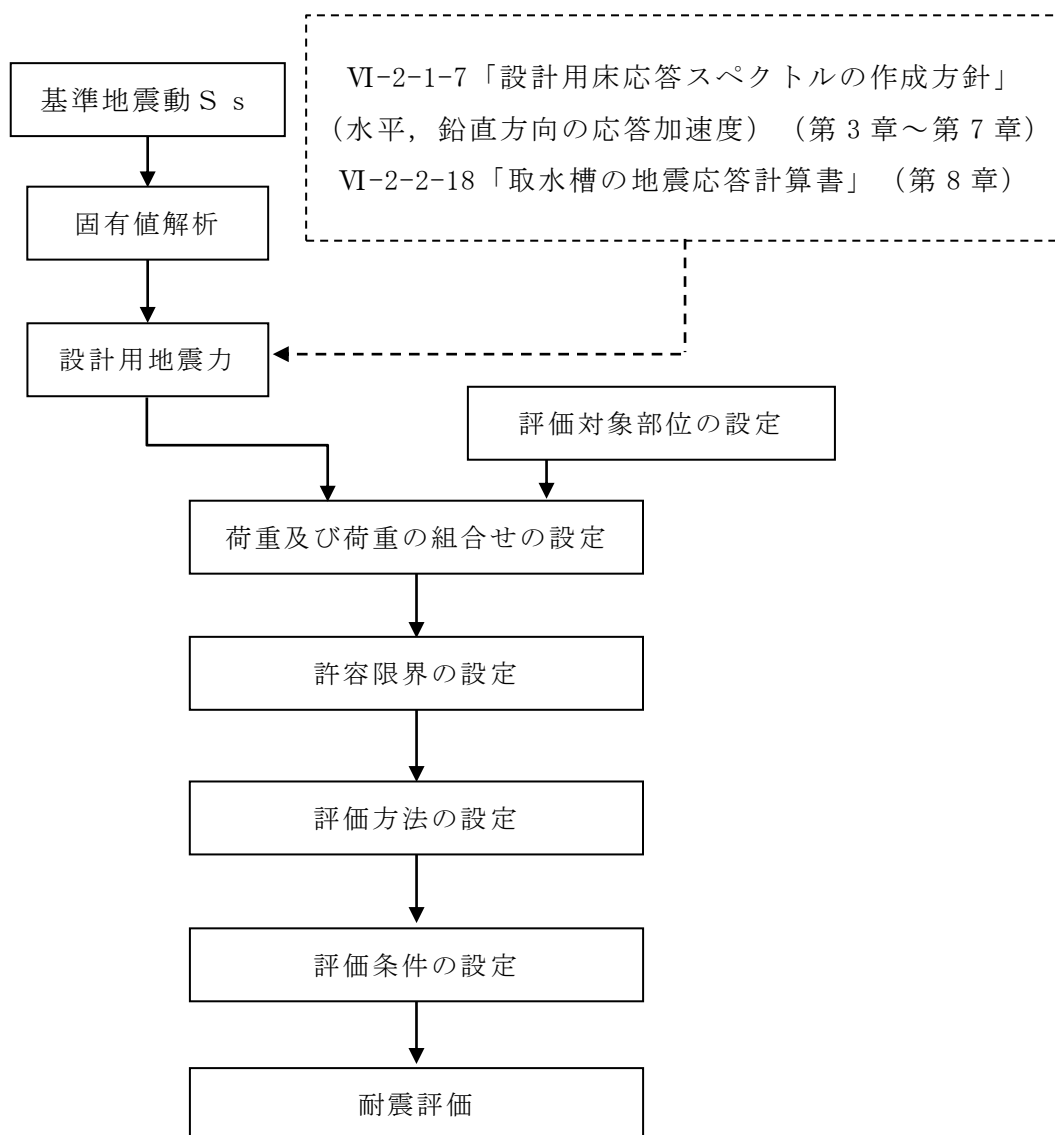 基準地震動Ｓｓ
Ⅵ-2-1-7「設計用床応答スペクトルの作成方針」
（水平，鉛直方向の応答加速度）（第3章～第7章）
Ⅵ-2-2-18「取水槽の地震応答計算書」（第8章）
固有値解析
設計用地震力
評価対象部位の設定
荷重及び荷重の組合せの設定
許容限界の設定
評価方法の設定
評価条件の設定
耐震評価